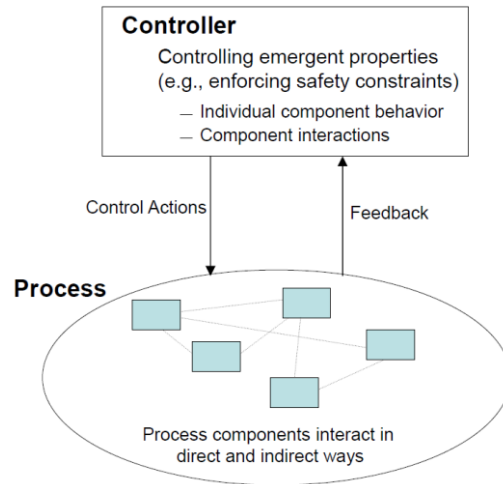 Controller
Controlling emergent properties
(e.g., enforcing safety constraints)
— Individual component behavior
— Component interactions
Control Actions
Feedback
Process
Process components interact in
direct and indirect ways